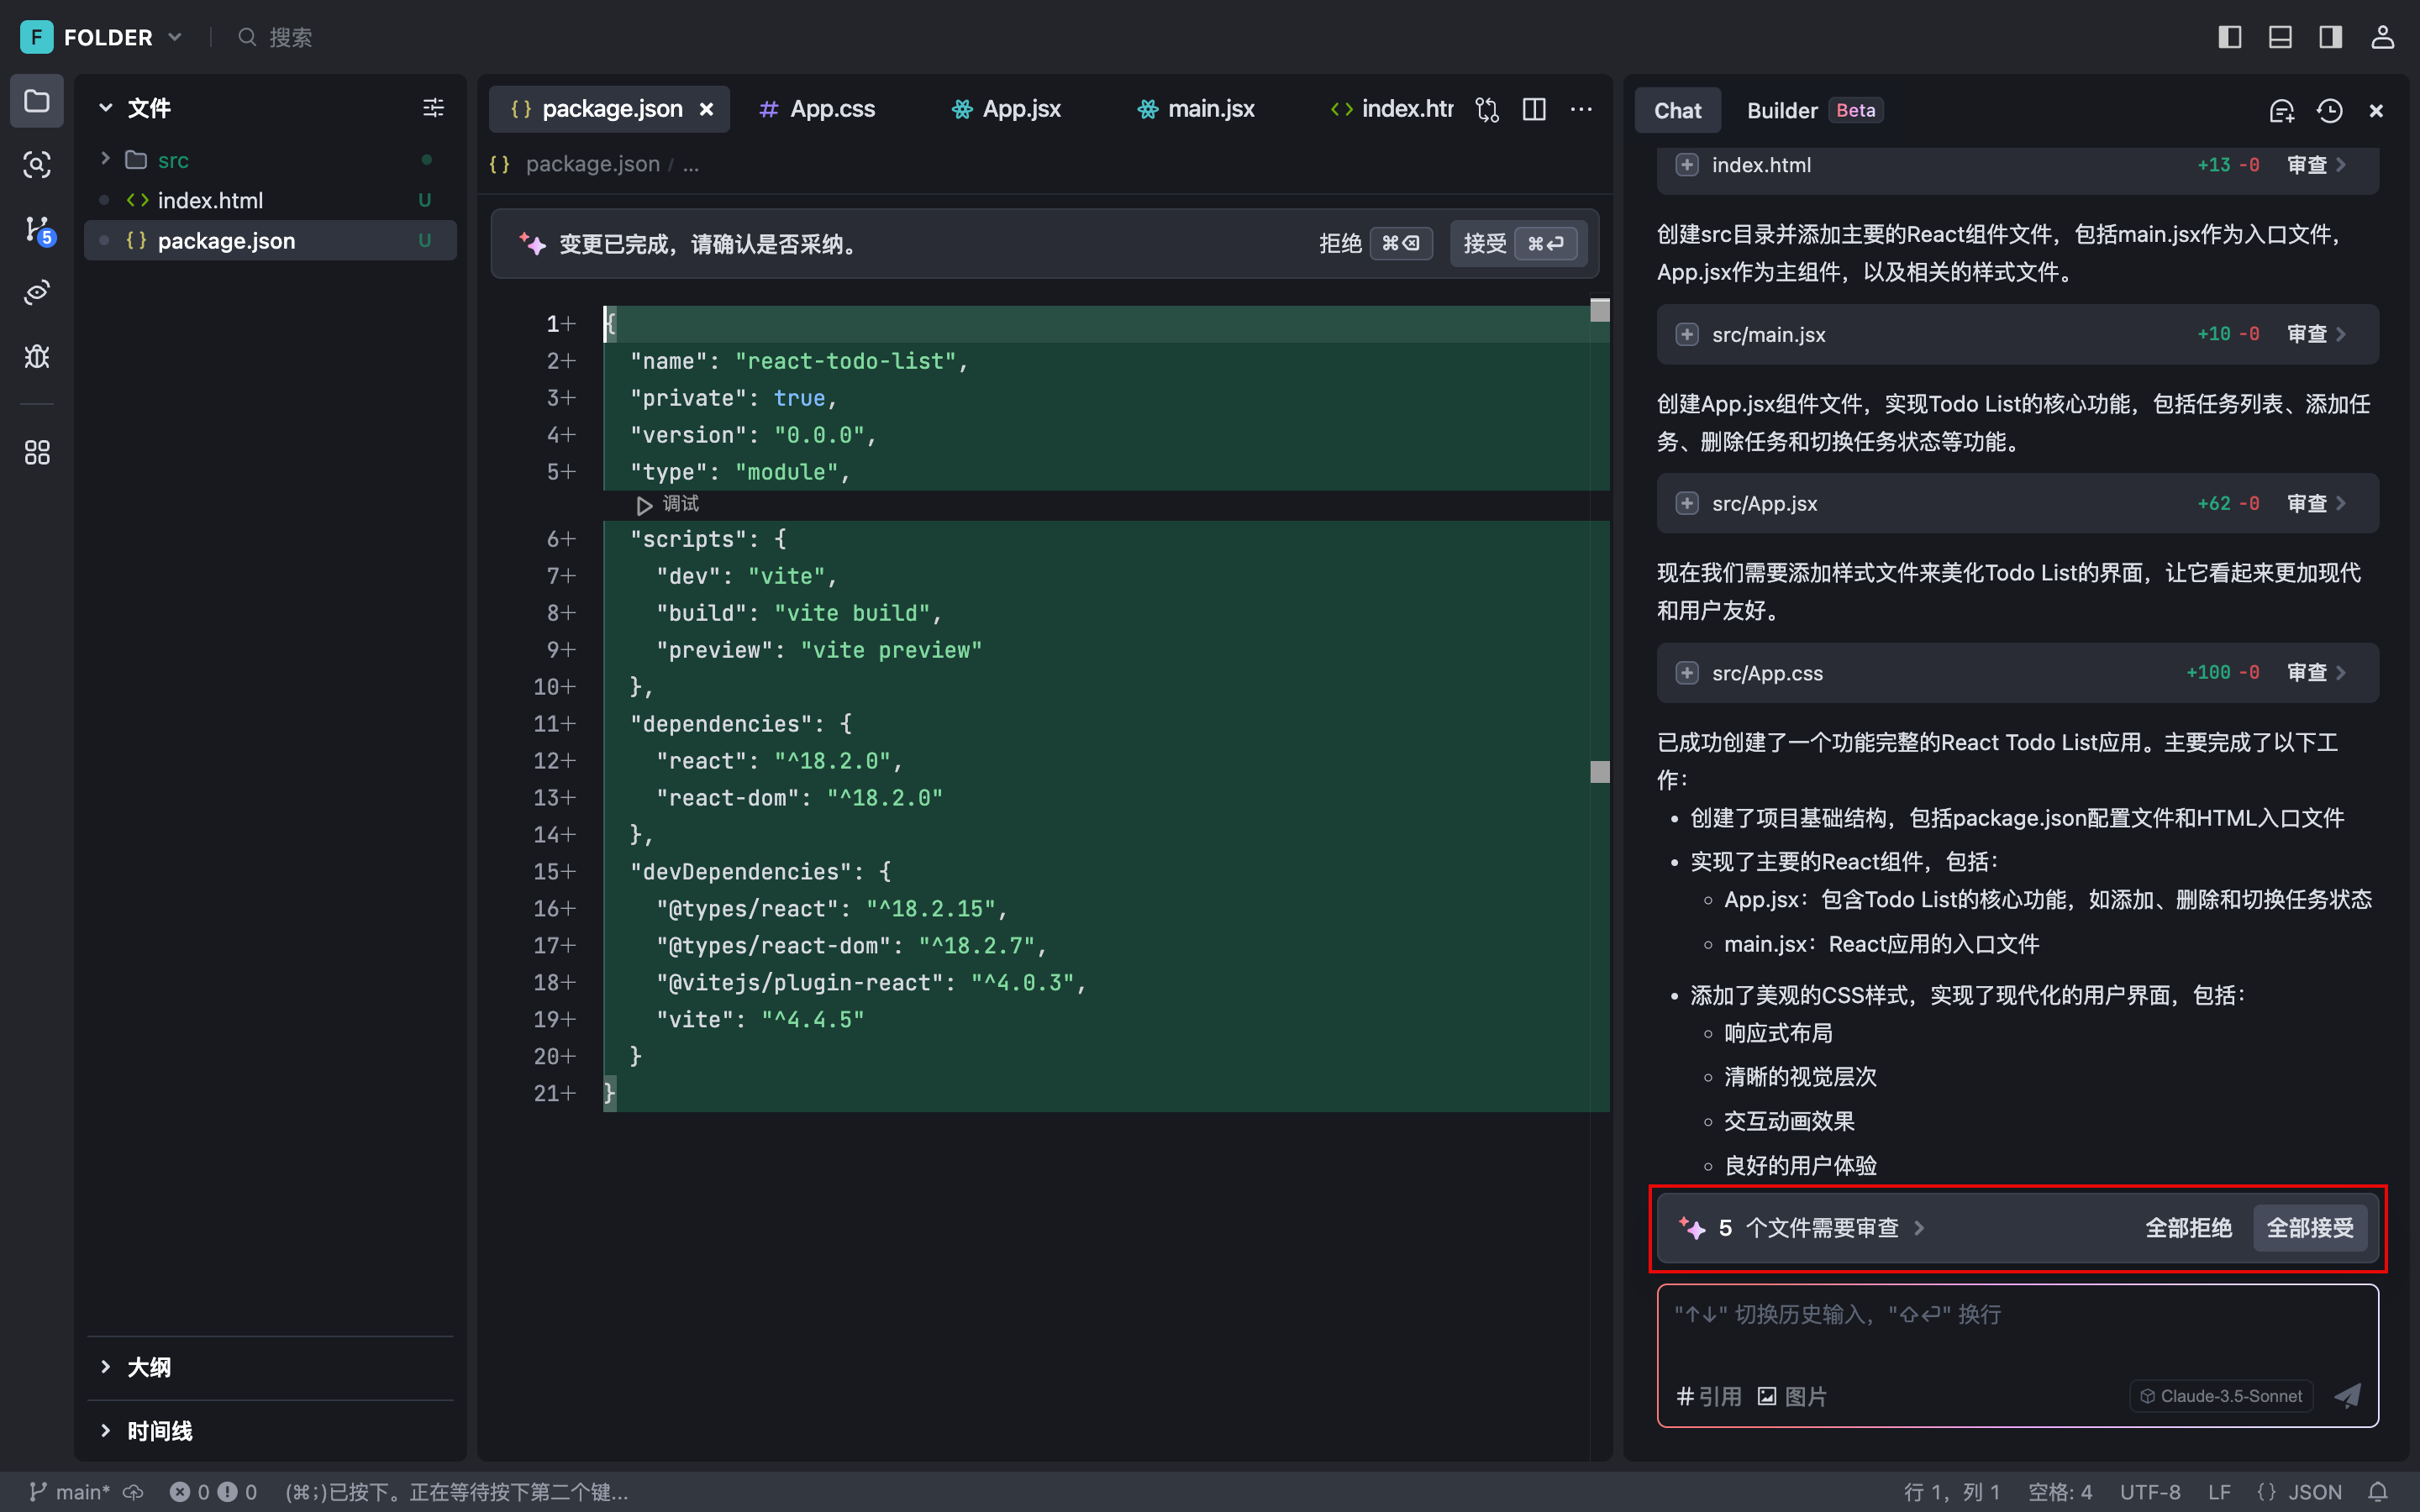 F FOLDER 搜索
文件
src
index.html U
package.json U
5
大纲
时间线
{ } package.json
# App.css
App.jsx
main.jsx
<> index.htr
{ } package.json / ...
变更已完成，请确认是否采纳。 拒绝 ⌘⌫ 接受 ⌘⏎
1+ {
2+ "name": "react-todo-list",
3+ "private": true,
4+ "version": "0.0.0",
5+ "type": "module",
调试
6+ "scripts": {
7+ "dev": "vite",
8+ "build": "vite build",
9+ "preview": "vite preview"
10+ },
11+ "dependencies": {
12+ "react": "^18.2.0",
13+ "react-dom": "^18.2.0"
14+ },
15+ "devDependencies": {
16+ "@types/react": "^18.2.15",
17+ "@types/react-dom": "^18.2.7",
18+ "@vitejs/plugin-react": "^4.0.3",
19+ "vite": "^4.4.5"
20+ }
21+ }
Chat Builder Beta
index.html +13 -0 审查
创建src目录并添加主要的React组件文件，包括main.jsx作为入口文件，
App.jsx作为主组件，以及相关的样式文件。
src/main.jsx +10 -0 审查
创建App.jsx组件文件，实现Todo List的核心功能，包括任务列表、添加任
务、删除任务和切换任务状态等功能。
src/App.jsx +62 -0 审查
现在我们需要添加样式文件来美化Todo List的界面，让它看起来更加现代
和用户友好。
src/App.css +100 -0 审查
已成功创建了一个功能完整的React Todo List应用。主要完成了以下工
作：
• 创建了项目基础结构，包括package.json配置文件和HTML入口文件
• 实现了主要的React组件，包括：
◦ App.jsx：包含Todo List的核心功能，如添加、删除和切换任务状态
◦ main.jsx：React应用的入口文件
• 添加了美观的CSS样式，实现了现代化的用户界面，包括：
◦ 响应式布局
◦ 清晰的视觉层次
◦ 交互动画效果
◦ 良好的用户体验
5 个文件需要审查 全部拒绝 全部接受
"↑↓" 切换历史输入，"⇧⏎" 换行
# 引用 图片 Claude-3.5-Sonnet
main* 0 0 (⌘;)已按下。正在等待按下第二个键... 行 1，列 1 空格: 4 UTF-8 LF { } JSON